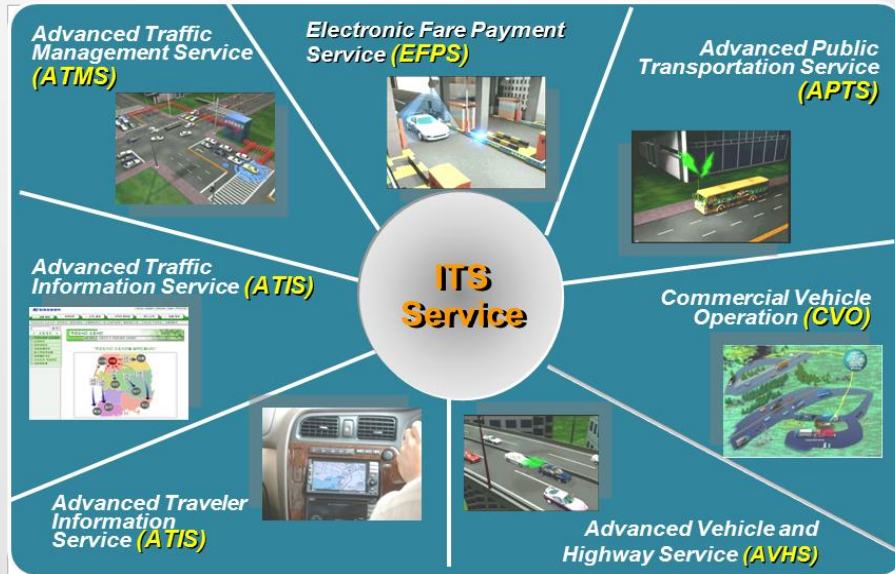 Advanced Traffic
Management Service
(ATMS)
Electronic Fare Payment
Service (EFPS)
Advanced Public
Transportation Service
(APTS)
Advanced Traffic
Information Service (ATIS)
ITS
Service
Commercial Vehicle
Operation (CVO)
Advanced Traveler
Information
Service (ATIS)
Advanced Vehicle and
Highway Service (AVHS)